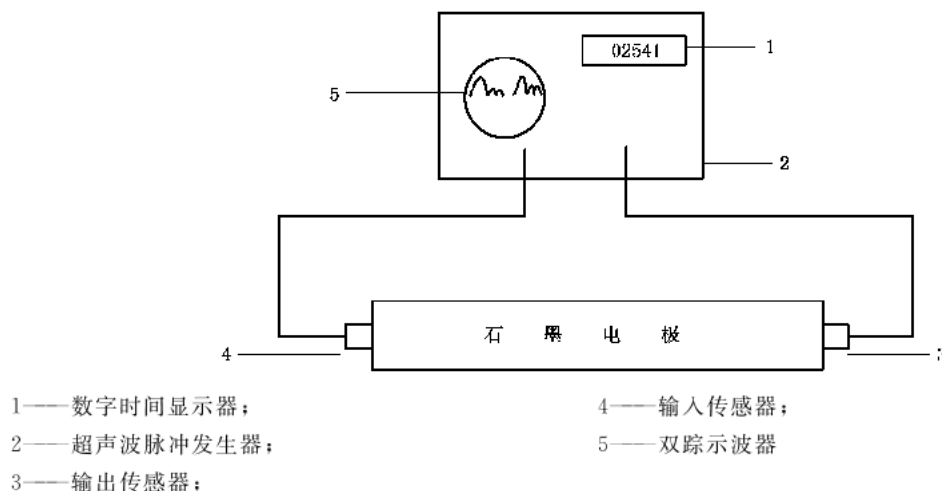 02541
1
5
2
石墨电极
4
1——数字时间显示器;
2——超声波脉冲发生器;
3——输出传感器;
4——输入传感器;
5——双踪示波器